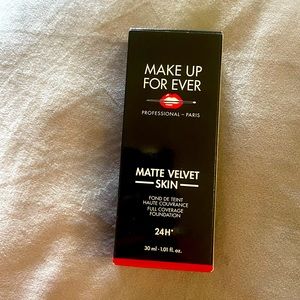 MAKE UP
FOR EVER
PROFESSIONAL – PARIS
MATTE VELVET
SKIN
FOND DE TEINT
HAUTE COUVRANCE
FULL COVERAGE
FOUNDATION
24H*
30 ml - 1.01 fl. oz.